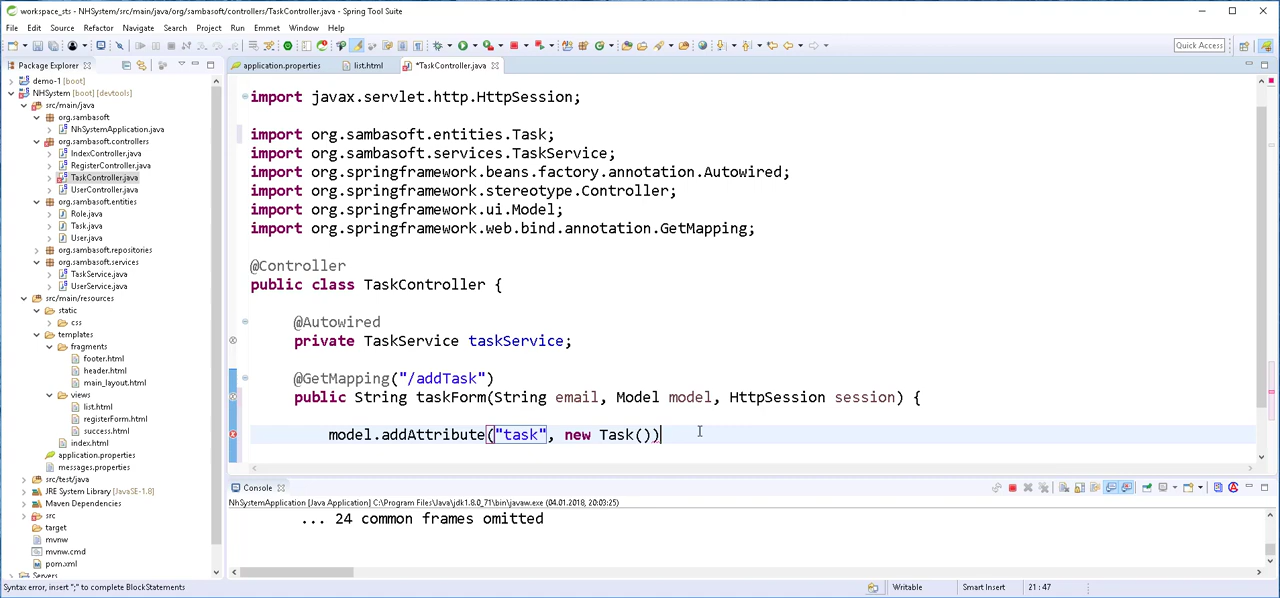 workspace_sts - NHSystem/src/main/java/org/sambasoft/controllers/TaskController.java - Spring Tool Suite
File Edit Source Refactor Navigate Search Project Run Emmet Window Help
Quick Access
Package Explorer
application.properties list.html *TaskController.java
demo-1 [boot]
NHSystem [boot] [devtools]
src/main/java
org.sambasoft
NhSystemApplication.java
org.sambasoft.controllers
IndexController.java
RegisterController.java
TaskController.java
UserController.java
org.sambasoft.entities
Role.java
Task.java
User.java
org.sambasoft.repositories
org.sambasoft.services
TaskService.java
UserService.java
src/main/resources
static
css
templates
fragments
footer.html
header.html
main_layout.html
views
list.html
registerForm.html
success.html
index.html
application.properties
messages.properties
src/test/java
JRE System Library [JavaSE-1.8]
Maven Dependencies
src
target
mvnw
mvnw.cmd
pom.xml
Servers
import javax.servlet.http.HttpSession;
import org.sambasoft.entities.Task;
import org.sambasoft.services.TaskService;
import org.springframework.beans.factory.annotation.Autowired;
import org.springframework.stereotype.Controller;
import org.springframework.ui.Model;
import org.springframework.web.bind.annotation.GetMapping;
@Controller
public class TaskController {
@Autowired
private TaskService taskService;
@GetMapping("/addTask")
public String taskForm(String email, Model model, HttpSession session) {
model.addAttribute("task", new Task())
Console
NhSystemApplication [Java Application] C:\Program Files\Java\jdk1.8.0_71\bin\javaw.exe (04.01.2018, 20:03:25)
... 24 common frames omitted
Syntax error, insert ";" to complete BlockStatements Writable Smart Insert 21 : 47